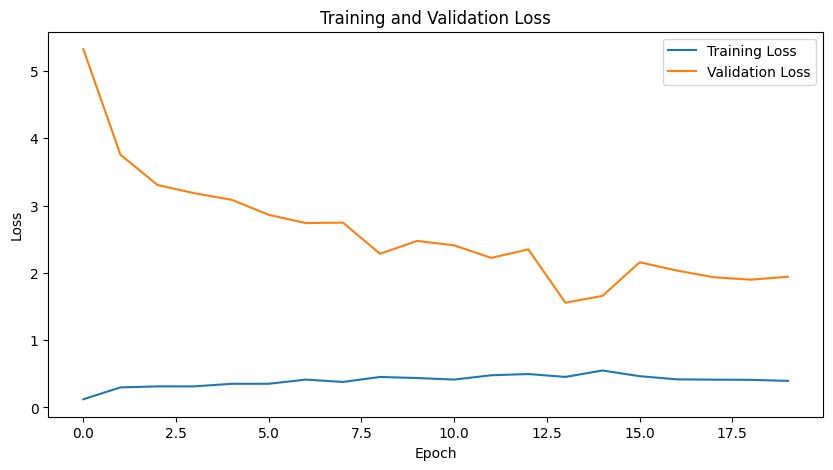 Training and Validation Loss
Training Loss
Validation Loss
Loss
5
4
3
2
1
0
0.0 2.5 5.0 7.5 10.0 12.5 15.0 17.5
Epoch